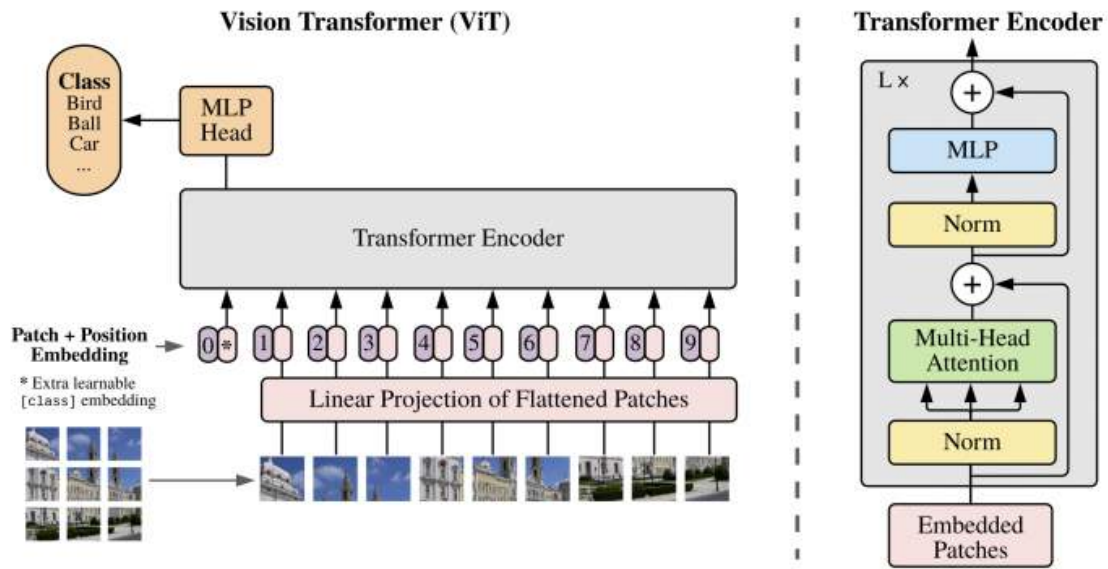 Vision Transformer (ViT)
Class
Bird
Ball
Car
...
MLP
Head
Transformer Encoder
Patch + Position
Embedding
0 * 1 2 3 4 5 6 7 8 9
* Extra learnable
[class] embedding
Linear Projection of Flattened Patches
Transformer Encoder
L ×
+
MLP
Norm
+
Multi-Head
Attention
Norm
Embedded
Patches